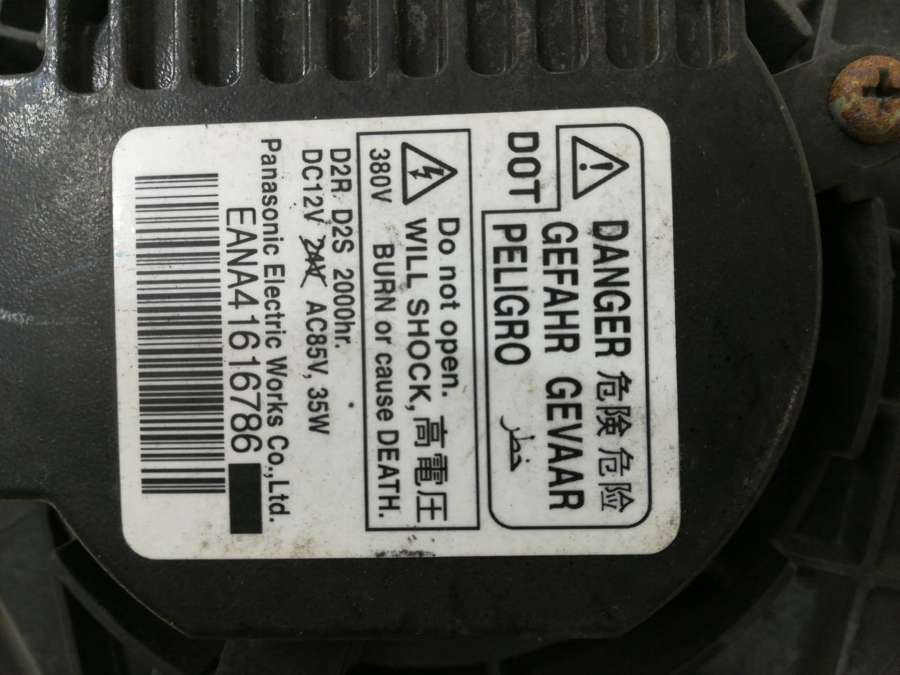 DANGER 危険 危险
GEFAHR GEVAAR
DOT PELIGRO خطر
Do not open. 高電圧
WILL SHOCK,
380V BURN or cause DEATH.
D2R D2S 2000hr.
DC12V 24V AC85V, 35W
Panasonic Electric Works Co.,Ltd.
EANA41616786